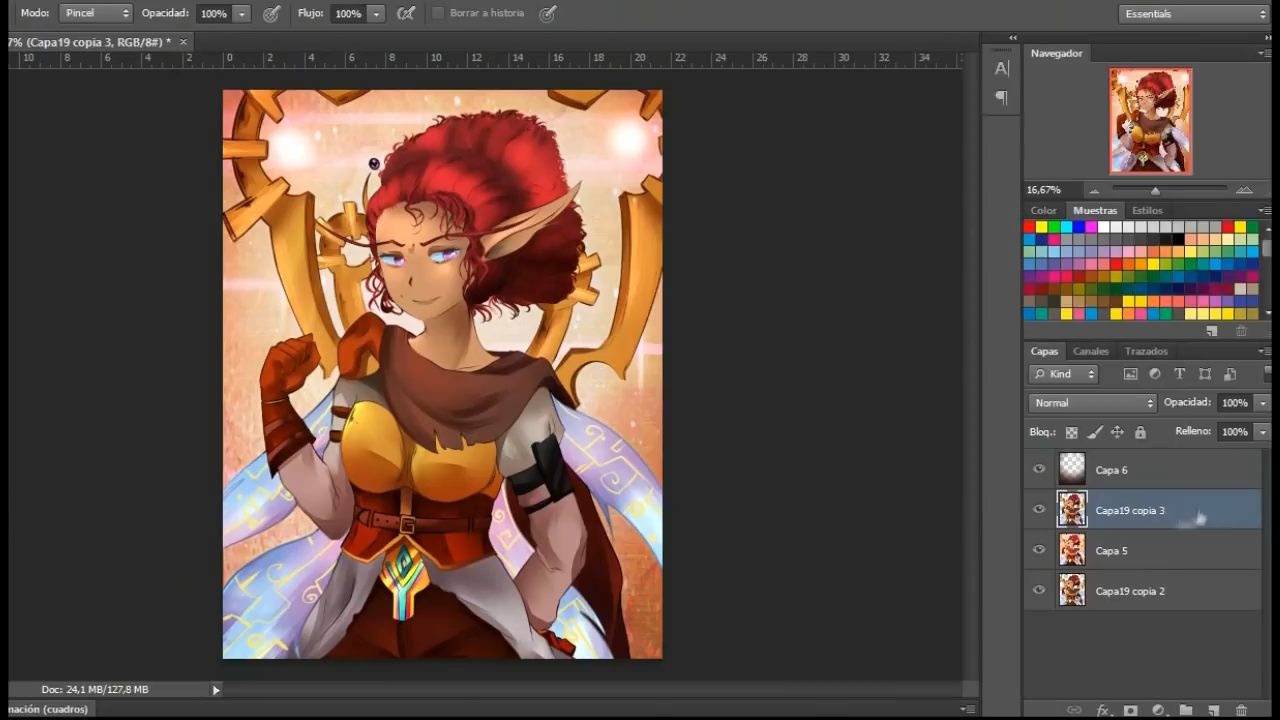 Modo: Pincel Opacidad: 100% Flujo: 100% Borrar a historia Essentials
7% (Capa19 copia 3, RGB/8#) * ×
10 8 6 4 2 0 2 4 6 8 10 12 14 16 18 20 22 24 26 28 30 32 34
Navegador
16,67%
Color Muestras Estilos
Capas Canales Trazados
Kind
Normal Opacidad: 100%
Bloq.: Relleno: 100%
Capa 6
Capa19 copia 3
Capa 5
Capa19 copia 2
fx
Doc: 24,1 MB/127,8 MB
nación (cuadros)